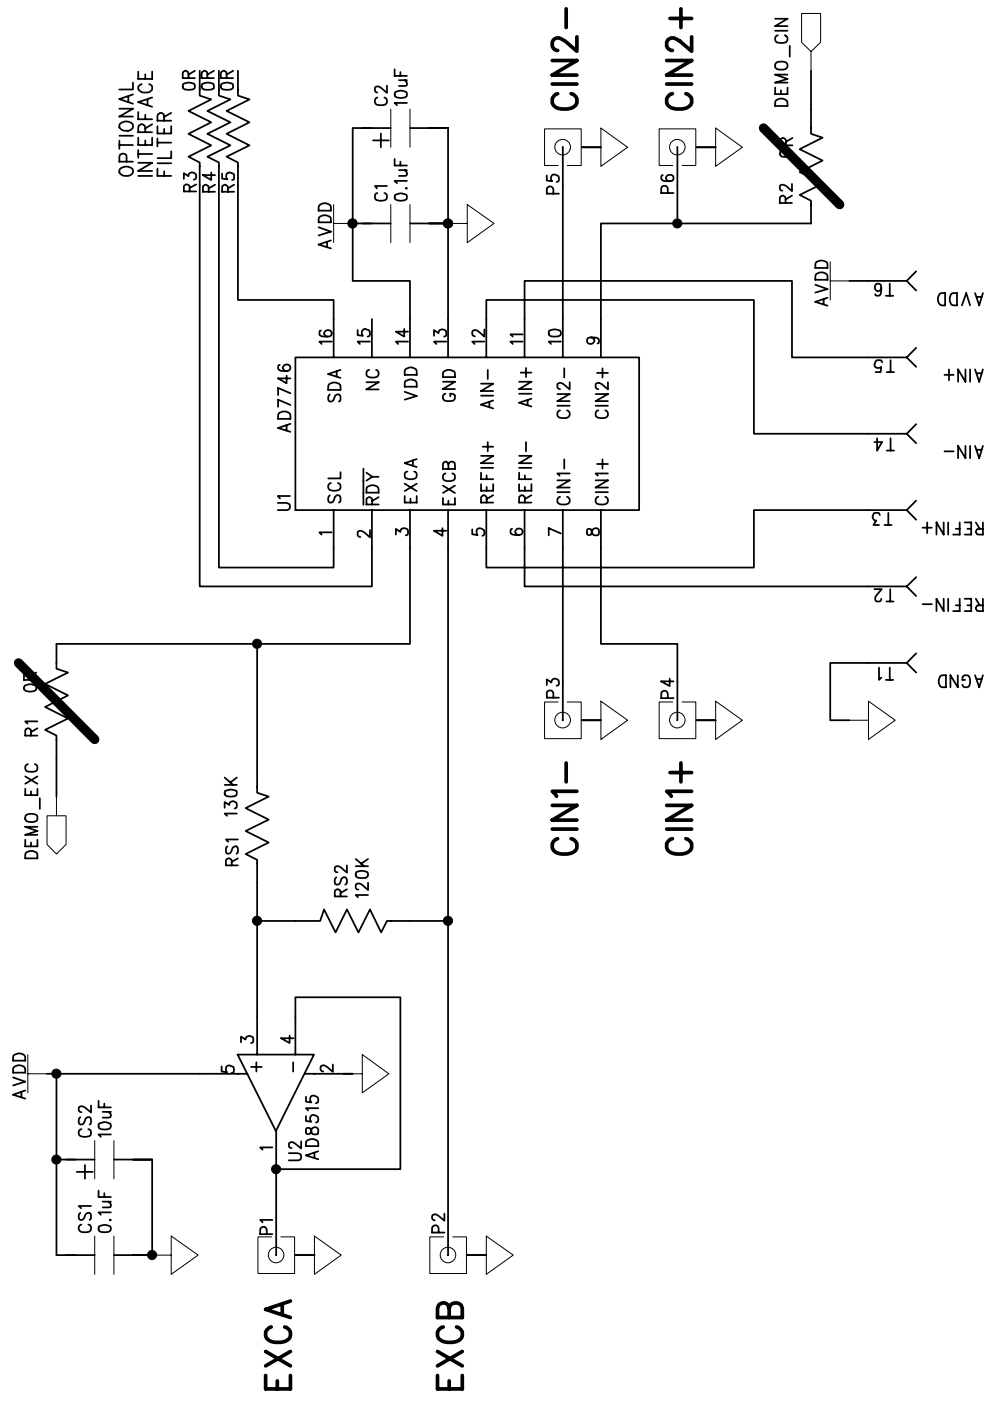 OPTIONAL
INTERFACE
FILTER
R3 0R
R4 0R
R5 0R
AVDD
C1
0.1uF
C2
10uF
CIN2-
P5
CIN2+
P6
DEMO_CIN
R2
AVDD
U1
AD7746
1 SCL
2 RDY
3 EXCA
4 EXCB
5 REFIN+
6 REFIN-
7 CIN1-
8 CIN1+
SDA 16
NC 15
VDD 14
GND 13
AIN- 12
AIN+ 11
CIN2- 10
CIN2+ 9
T6
AVDD
T5
AIN+
T4
AIN-
T3
REFIN+
T2
REFIN-
T1
AGND
DEMO_EXC
R1
RS1 130K
RS2
120K
P3
CIN1-
P4
CIN1+
AVDD
CS1
0.1uF
CS2
10uF
5
3
+
4
-
2
1
U2
AD8515
P1
EXCA
P2
EXCB